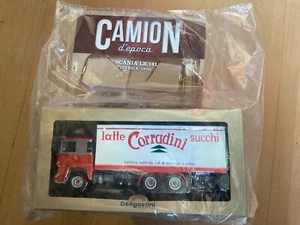 CAMION
d'epoca
SCANIA LB 141
latte Corradini succhi
DeAgostini